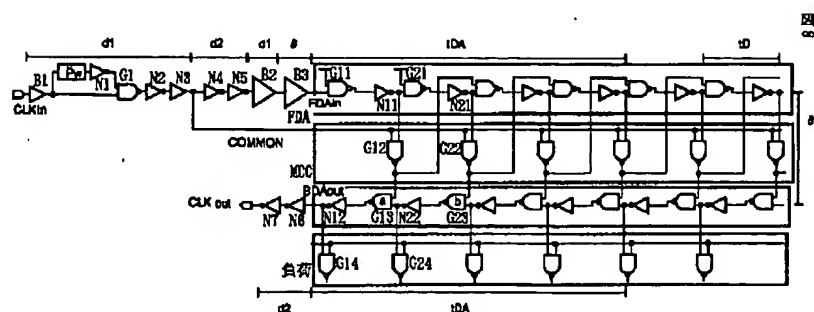 図
d1 d2 d1 tDA tD
B1 Pw N1 G1 N2 N3 N4 N5 B2 B3 TG11 TG21
CLKin N11 N21
FDAin
FDA
COMMON G12 G22
MCC
CLK out BDAout a b
N7 N6 N12 G13 N22 G23
負荷 G14 G24
d2 tDA